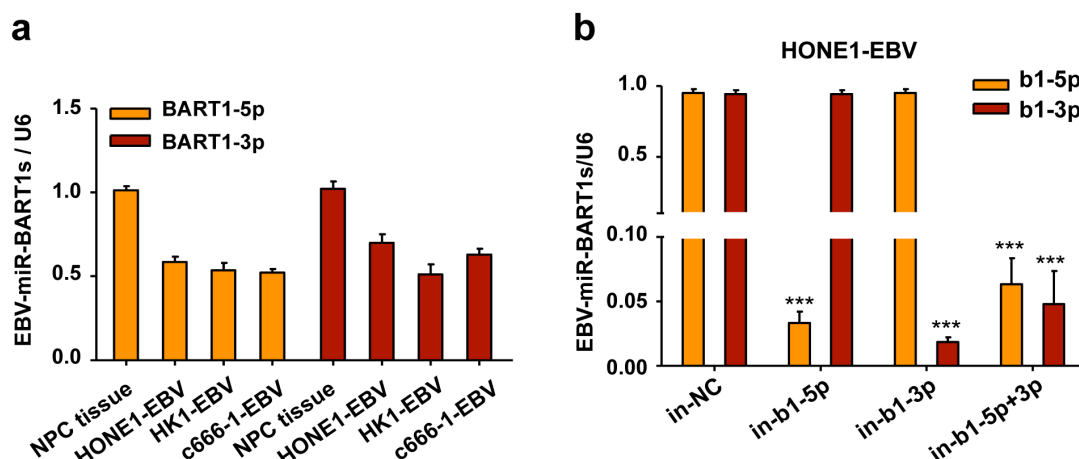 a
EBV-miR-BART1s / U6
1.5
1.0
0.5
0.0
BART1-5p
BART1-3p
NPC tissue
HONE1-EBV
HK1-EBV
c666-1-EBV
NPC tissue
HONE1-EBV
HK1-EBV
c666-1-EBV
b
HONE1-EBV
EBV-miR-BART1s/U6
1.0
0.5
0.10
0.05
0.00
b1-5p
b1-3p
***
***
***
***
in-NC
in-b1-5p
in-b1-3p
in-b1-5p+3p